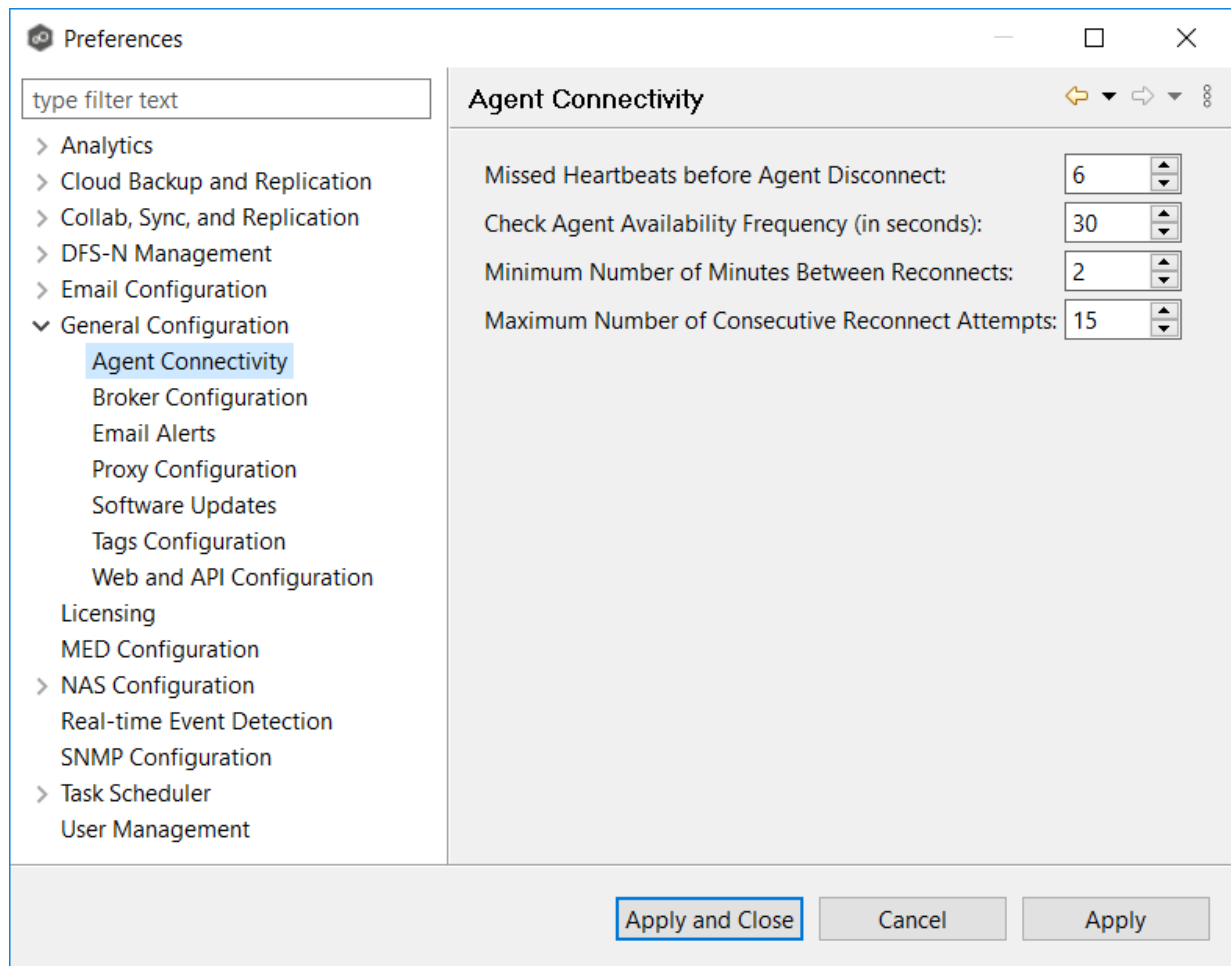 Preferences
type filter text
Analytics
Cloud Backup and Replication
Collab, Sync, and Replication
DFS-N Management
Email Configuration
General Configuration
Agent Connectivity
Broker Configuration
Email Alerts
Proxy Configuration
Software Updates
Tags Configuration
Web and API Configuration
Licensing
MED Configuration
NAS Configuration
Real-time Event Detection
SNMP Configuration
Task Scheduler
User Management
Agent Connectivity
Missed Heartbeats before Agent Disconnect: 6
Check Agent Availability Frequency (in seconds): 30
Minimum Number of Minutes Between Reconnects: 2
Maximum Number of Consecutive Reconnect Attempts: 15
Apply and Close Cancel Apply